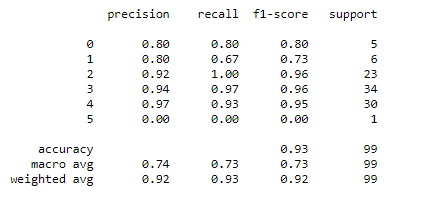 precision recall f1-score support
0 0.80 0.80 0.80 5
1 0.80 0.67 0.73 6
2 0.92 1.00 0.96 23
3 0.94 0.97 0.96 34
4 0.97 0.93 0.95 30
5 0.00 0.00 0.00 1
accuracy 0.93 99
macro avg 0.74 0.73 0.73 99
weighted avg 0.92 0.93 0.92 99